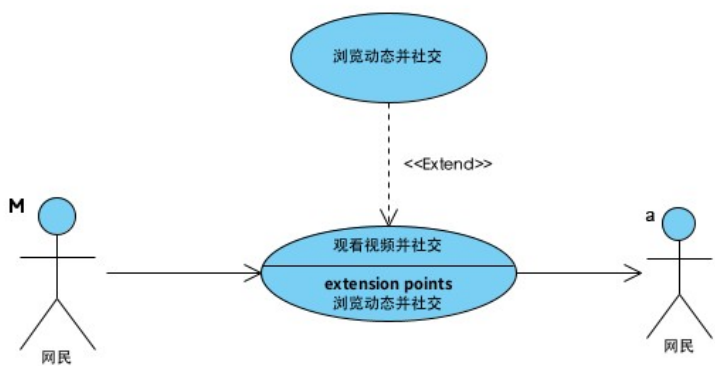 浏览动态并社交
<<Extend>>
M
a
观看视频并社交
extension points
浏览动态并社交
网民
网民